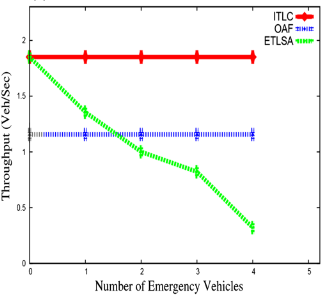 ITLC
OAF
ETLSA
2
1.5
1
0.5
0
Throughput (Veh/Sec)
0 1 2 3 4 5
Number of Emergency Vehicles